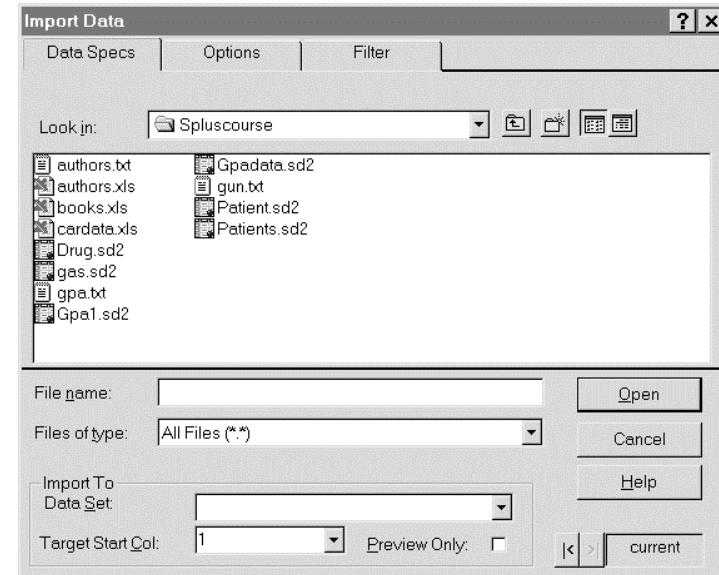 Import Data
Data Specs Options Filter
Look in: Spluscourse
authors.txt
authors.xls
books.xls
cardata.xls
Drug.sd2
gas.sd2
gpa.txt
Gpa1.sd2
Gpadata.sd2
gun.txt
Patient.sd2
Patients.sd2
File name: Open
Files of type: All Files (*.*) Cancel
Help
Import To
Data Set:
Target Start Col: 1 Preview Only: current